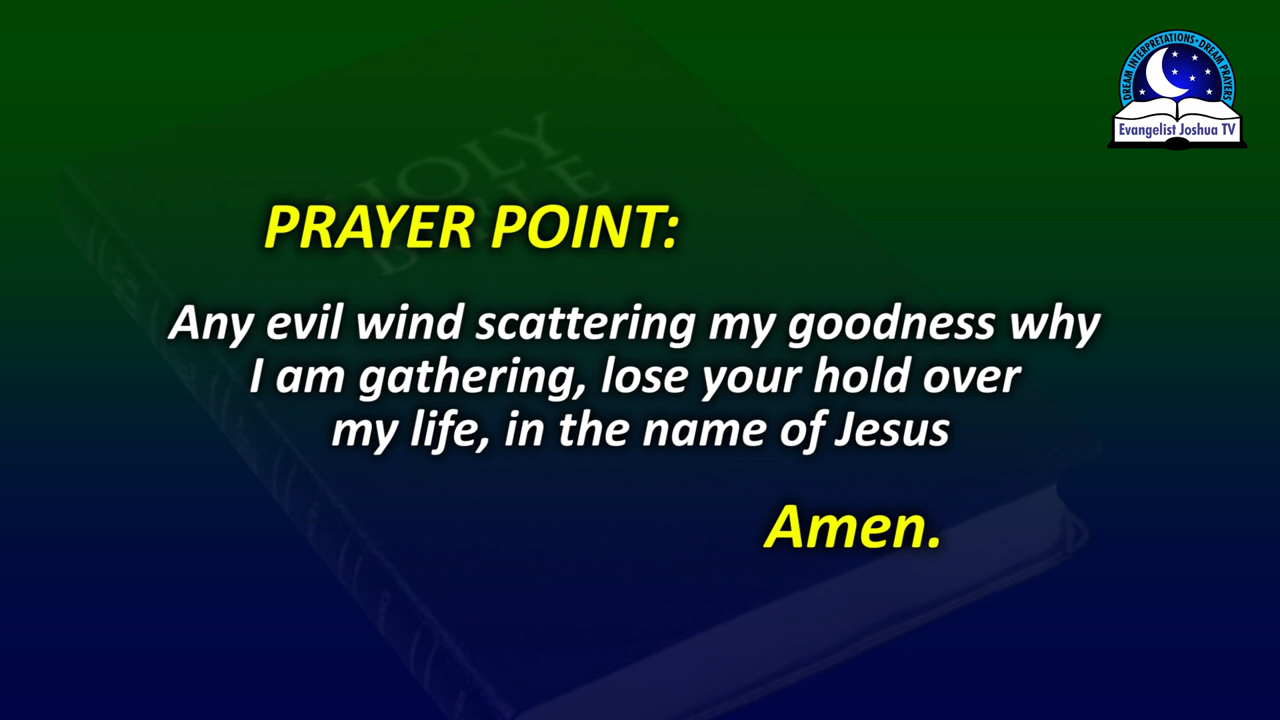 DREAM INTERPRETATIONS • DREAM PRAYERS
Evangelist Joshua TV
HOLY
BIBLE
PRAYER POINT:
Any evil wind scattering my goodness why
I am gathering, lose your hold over
my life, in the name of Jesus
Amen.